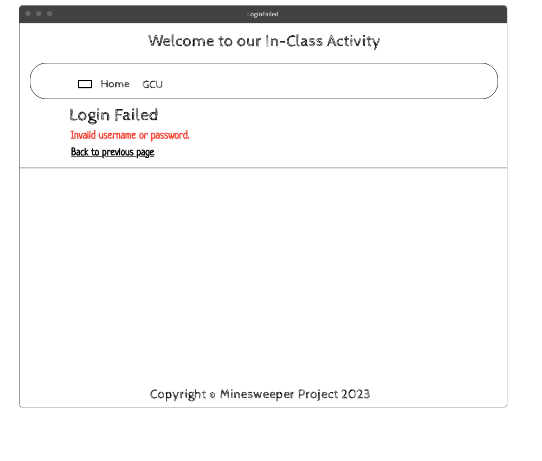 LoginFailed
Welcome to our In-Class Activity
Home GCU
Login Failed
Invalid username or password.
Back to previous page
Copyright © Minesweeper Project 2023